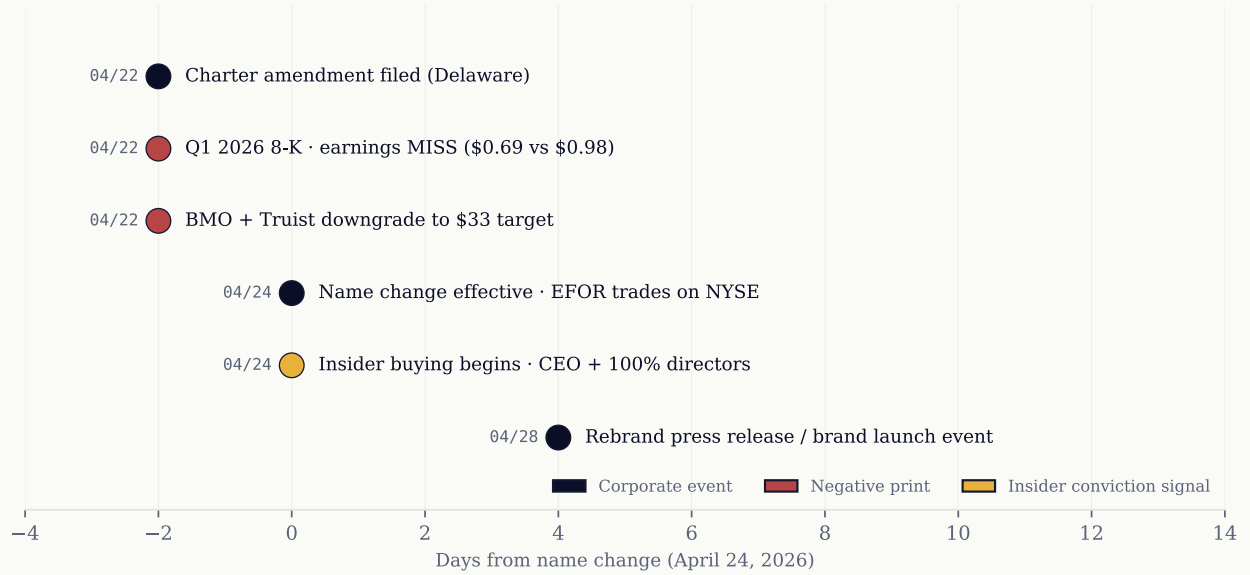 04/22 Charter amendment filed (Delaware)
04/22 Q1 2026 8-K · earnings MISS ($0.69 vs $0.98)
04/22 BMO + Truist downgrade to $33 target
04/24 Name change effective · EFOR trades on NYSE
04/24 Insider buying begins · CEO + 100% directors
04/28 Rebrand press release / brand launch event
Corporate event Negative print Insider conviction signal
−4 −2 0 2 4 6 8 10 12 14
Days from name change (April 24, 2026)